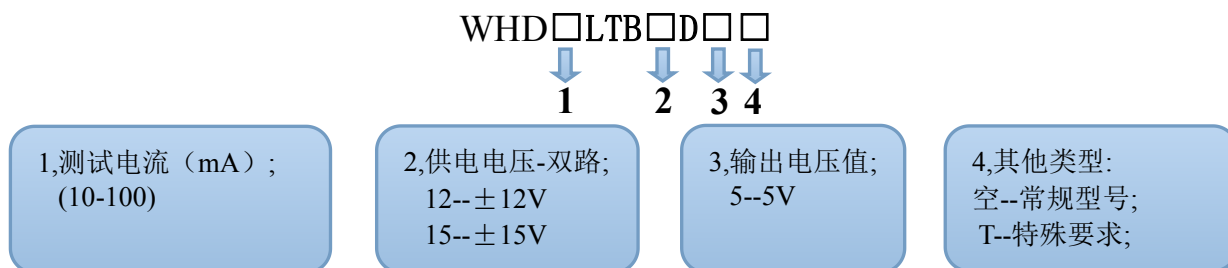 WHD□LTB□D□□
1 2 3 4
1,测试电流（mA）;
(10-100)
2,供电电压-双路;
12--±12V
15--±15V
3,输出电压值;
5--5V
4,其他类型:
空--常规型号;
T--特殊要求;